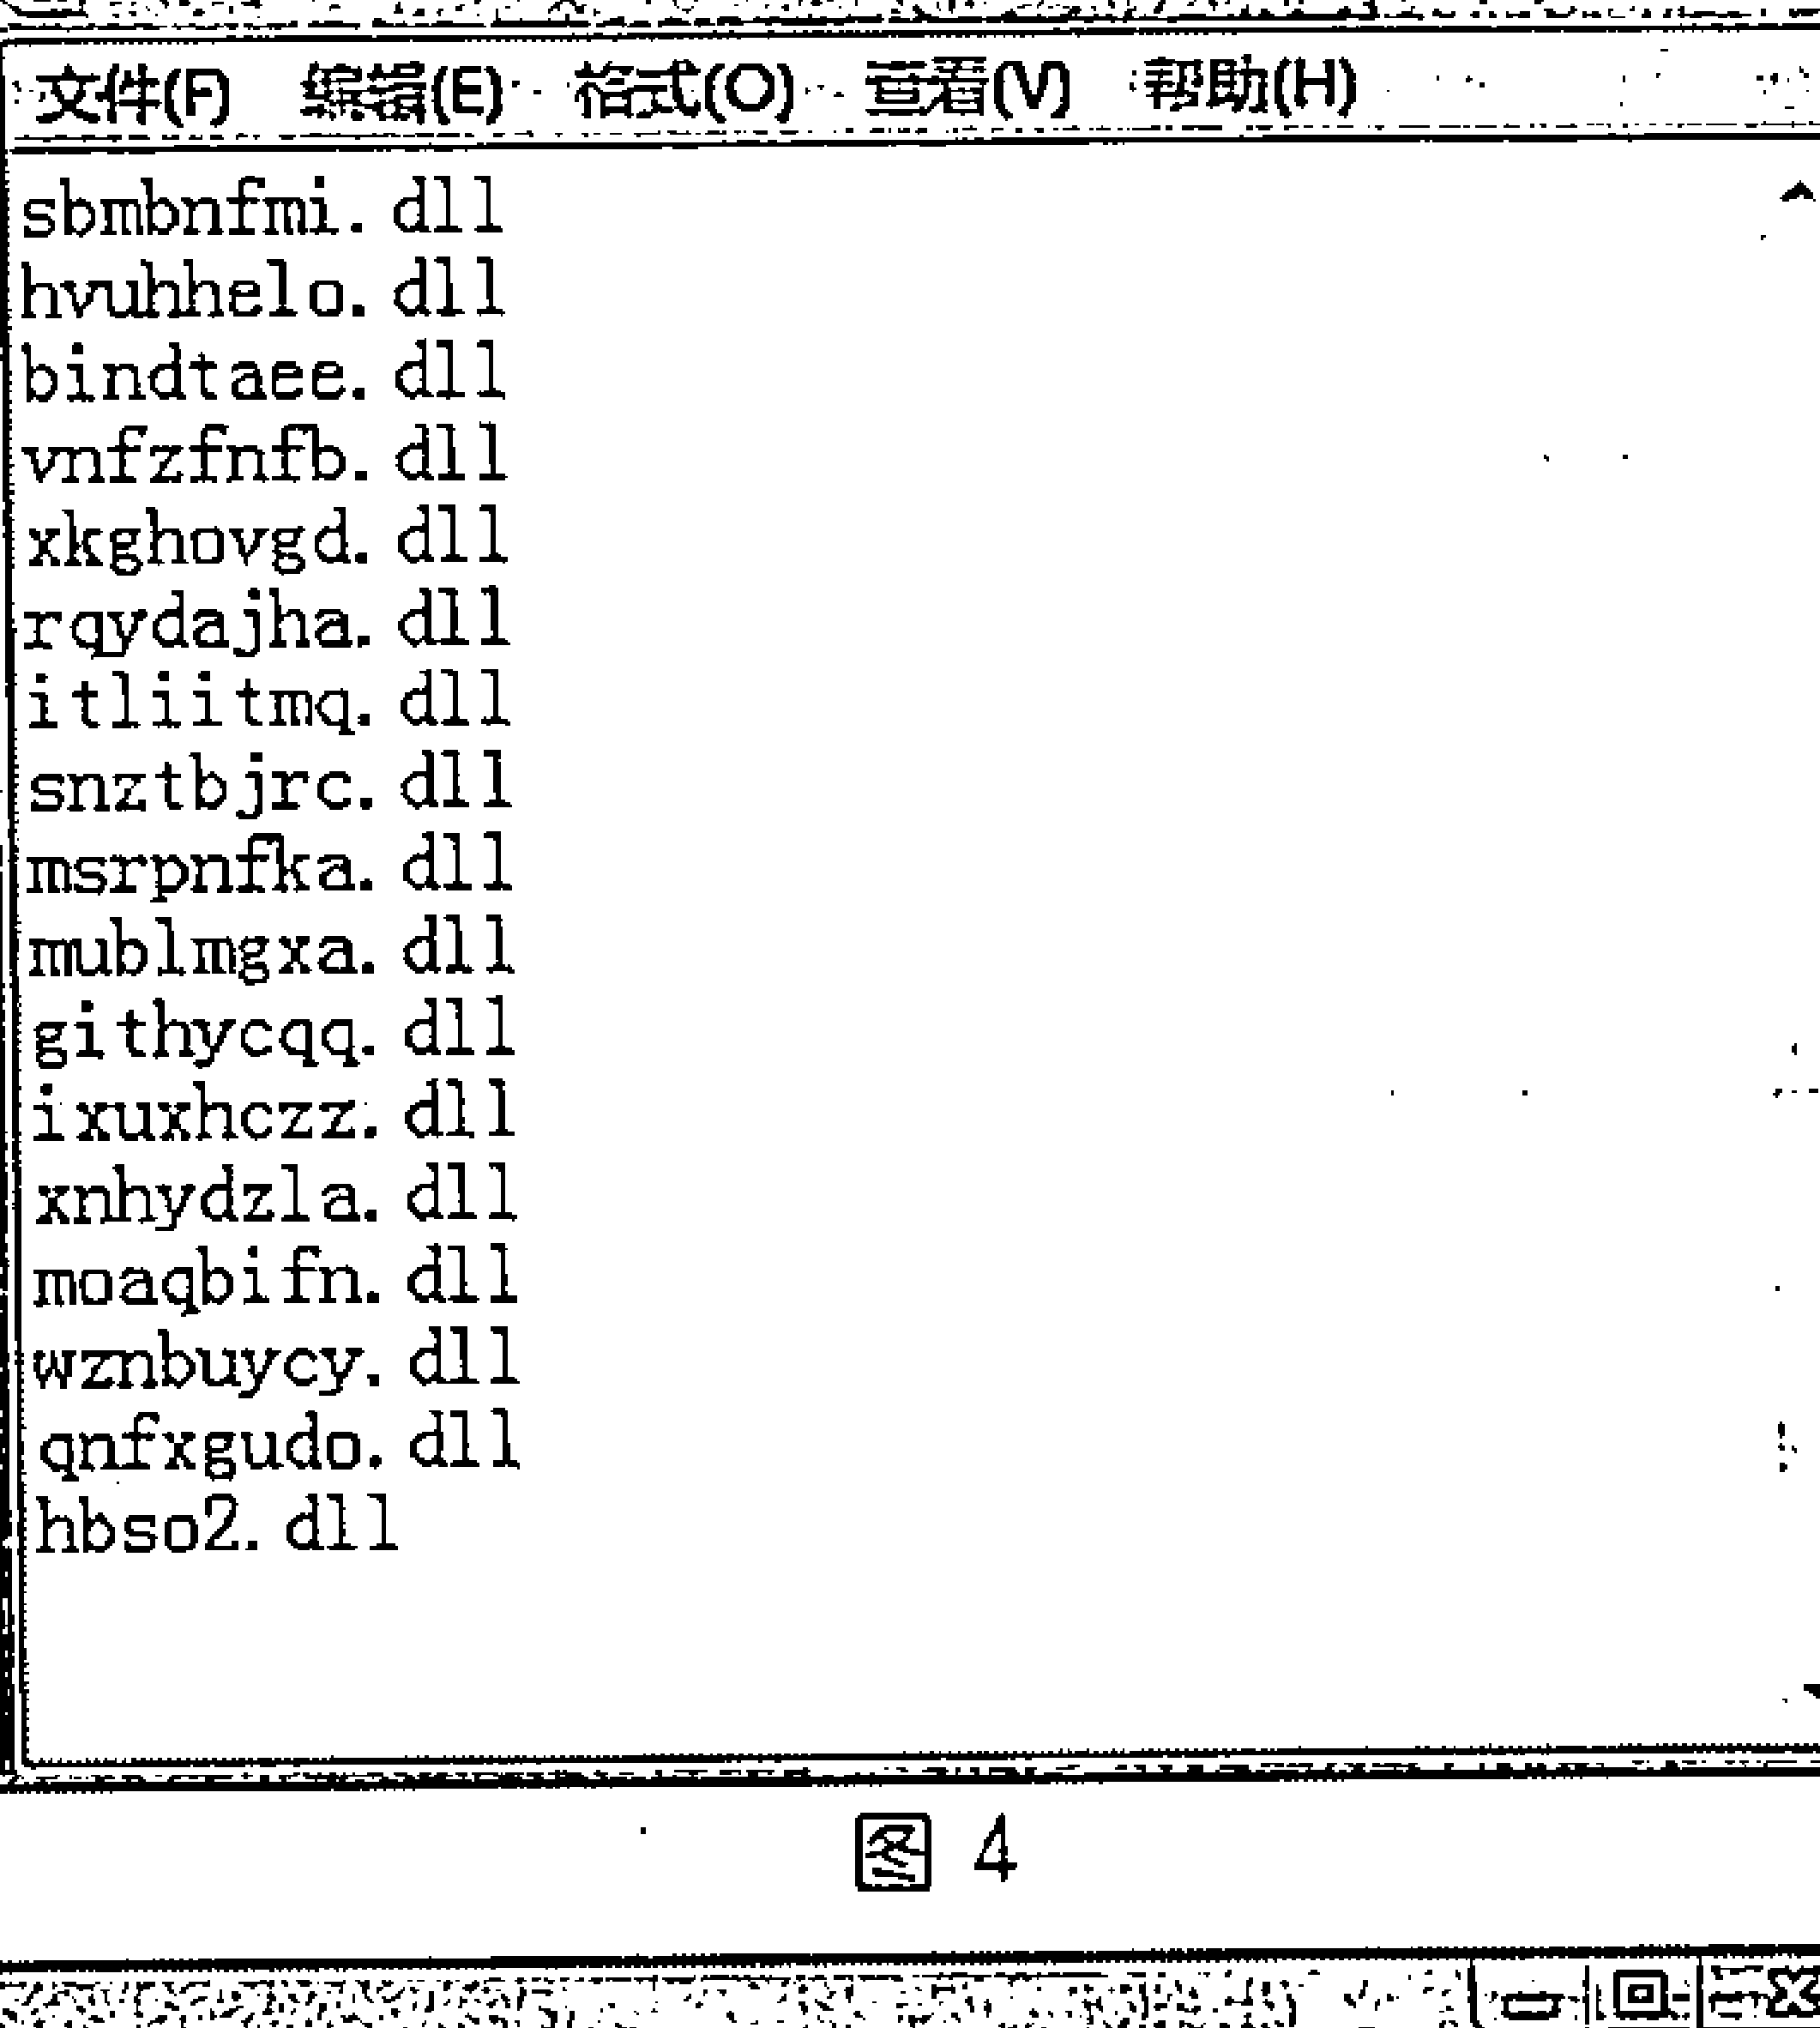 文件(F) 编辑(E) 格式(O) 查看(V) 帮助(H)
sbmbnfmi.dll
hvuhhelo.dll
bindtaee.dll
vnfzfnfb.dll
xkghovgd.dll
rqydajha.dll
itliitmq.dll
snztbjrc.dll
msrpnfka.dll
mublmgxa.dll
githycqq.dll
ixuxhczz.dll
xnhydzla.dll
moaqbifn.dll
wznbuycy.dll
qnfxgudo.dll
hbso2.dll
图 4